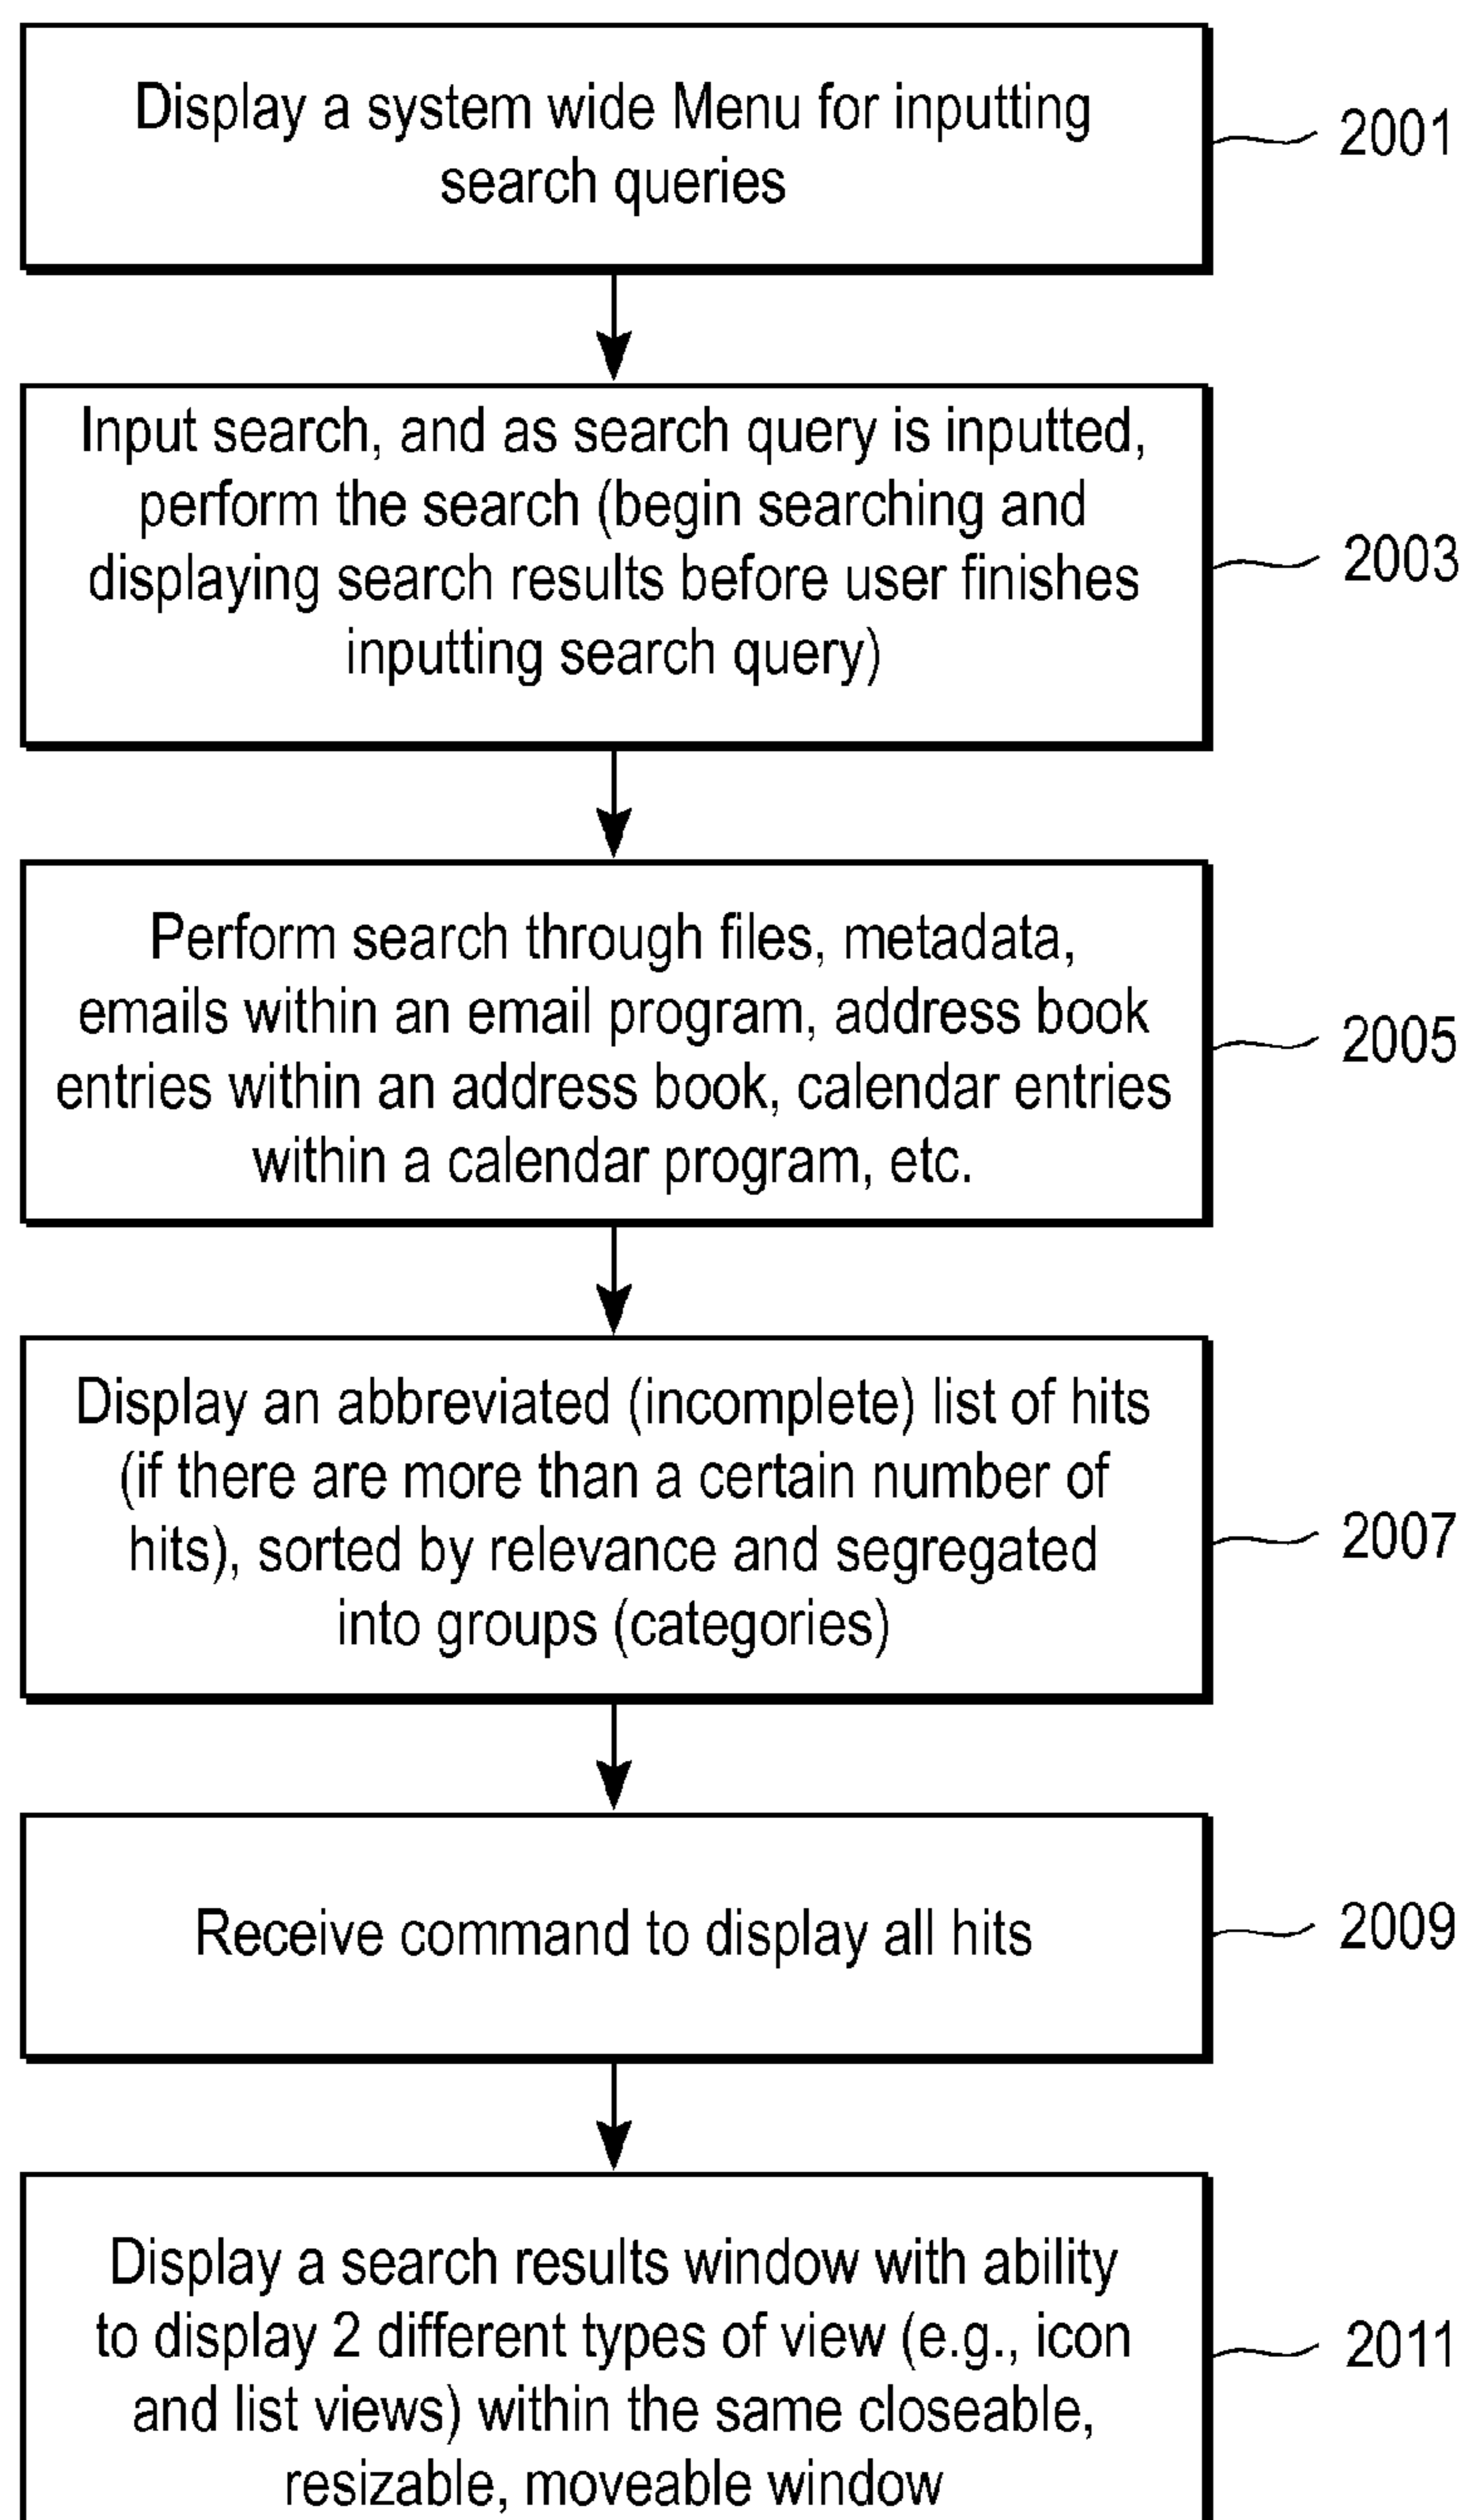 Display a system wide Menu for inputting
search queries
2001
Input search, and as search query is inputted,
perform the search (begin searching and
displaying search results before user finishes
inputting search query)
2003
Perform search through files, metadata,
emails within an email program, address book
entries within an address book, calendar entries
within a calendar program, etc.
2005
Display an abbreviated (incomplete) list of hits
(if there are more than a certain number of
hits), sorted by relevance and segregated
into groups (categories)
2007
Receive command to display all hits
2009
Display a search results window with ability
to display 2 different types of view (e.g., icon
and list views) within the same closeable,
resizable, moveable window
2011